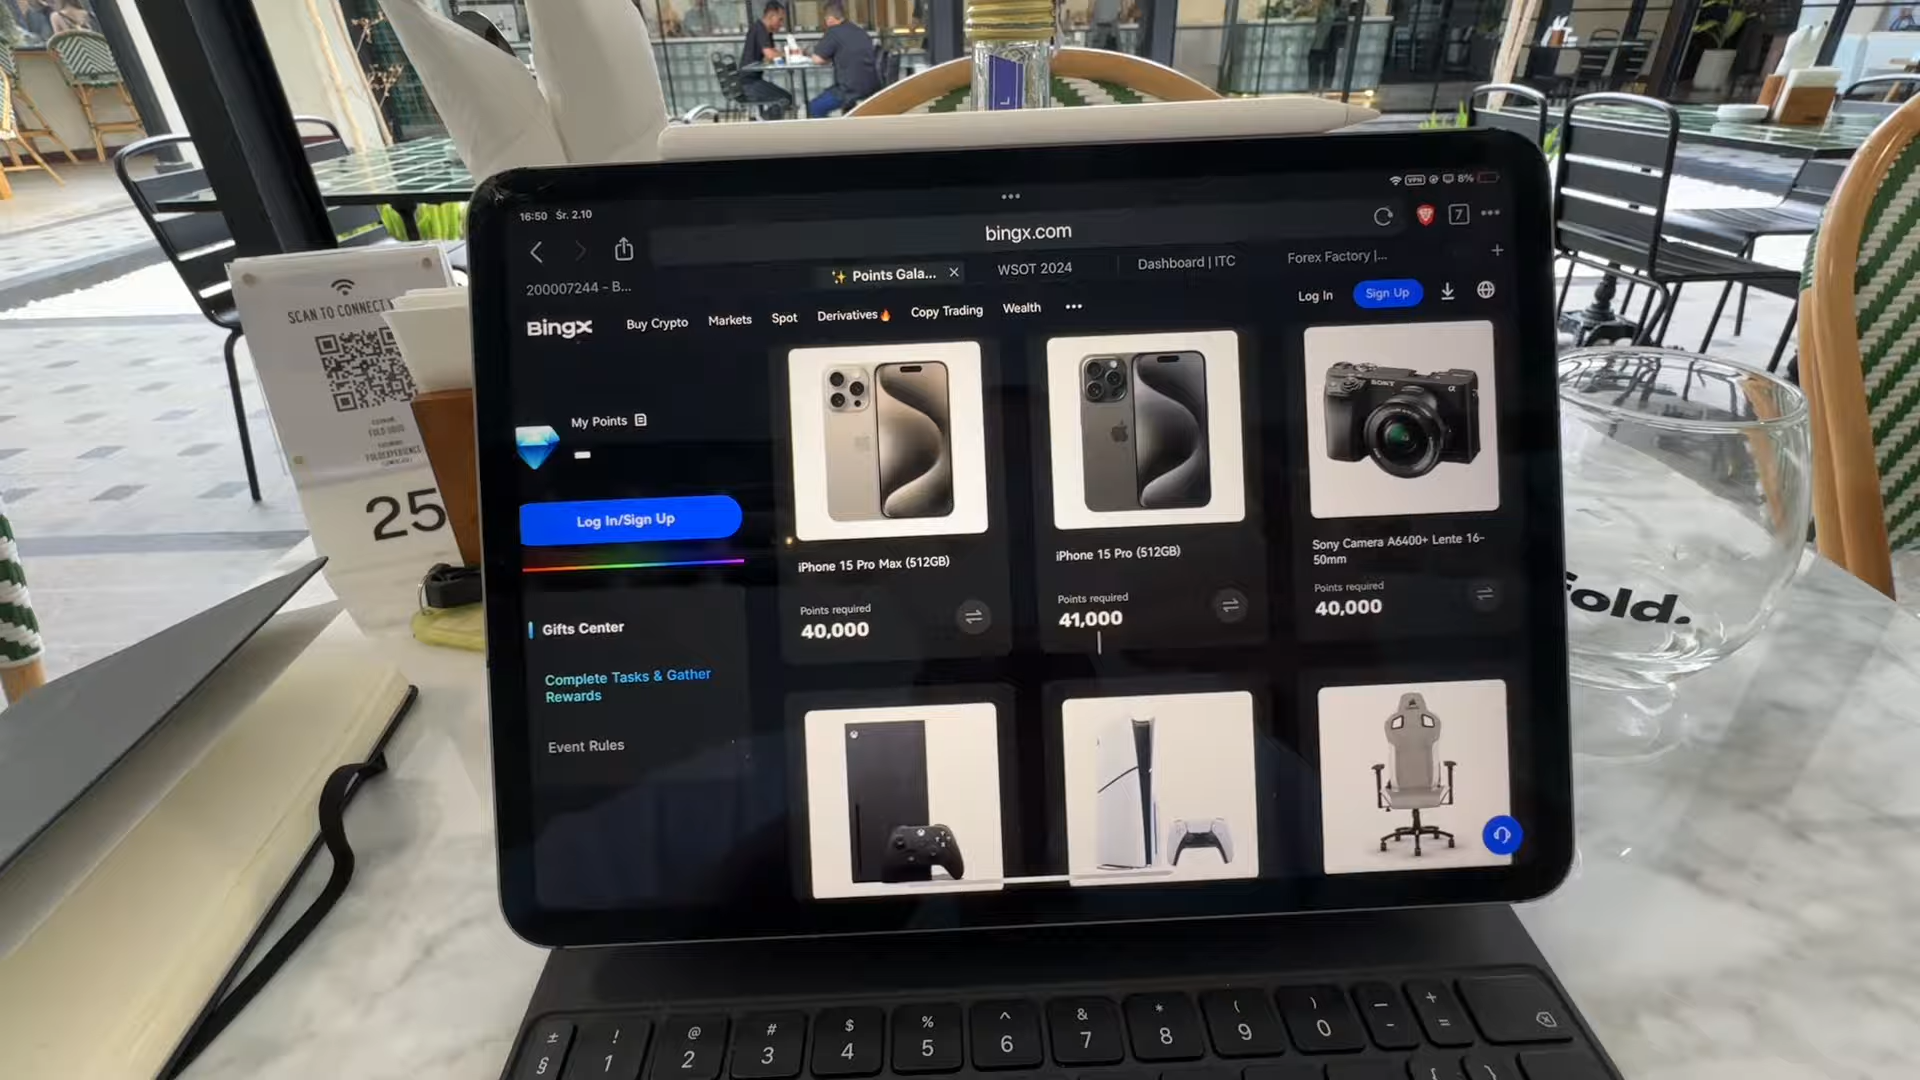 SCAN TO CONNECT
25
16:50 Śr. 2.10
VPN
8%
bingx.com
7
200007244 - B...
✨ Points Gala... ×
WSOT 2024
Dashboard | ITC
Forex Factory |...
BingX
Buy Crypto
Markets
Spot
Derivatives🔥
Copy Trading
Wealth
Log In
Sign Up
My Points
Log In/Sign Up
Gifts Center
Complete Tasks & Gather
Rewards
Event Rules
iPhone 15 Pro Max (512GB)
Points required
40,000
iPhone 15 Pro (512GB)
Points required
41,000
SONY
α
Sony Camera A6400+ Lente 16-
50mm
Points required
40,000
fold.
± ! @ # $ % ^ & * ( ) — +
§ 1 2 3 4 5 6 7 8 9 0 - =
{ }